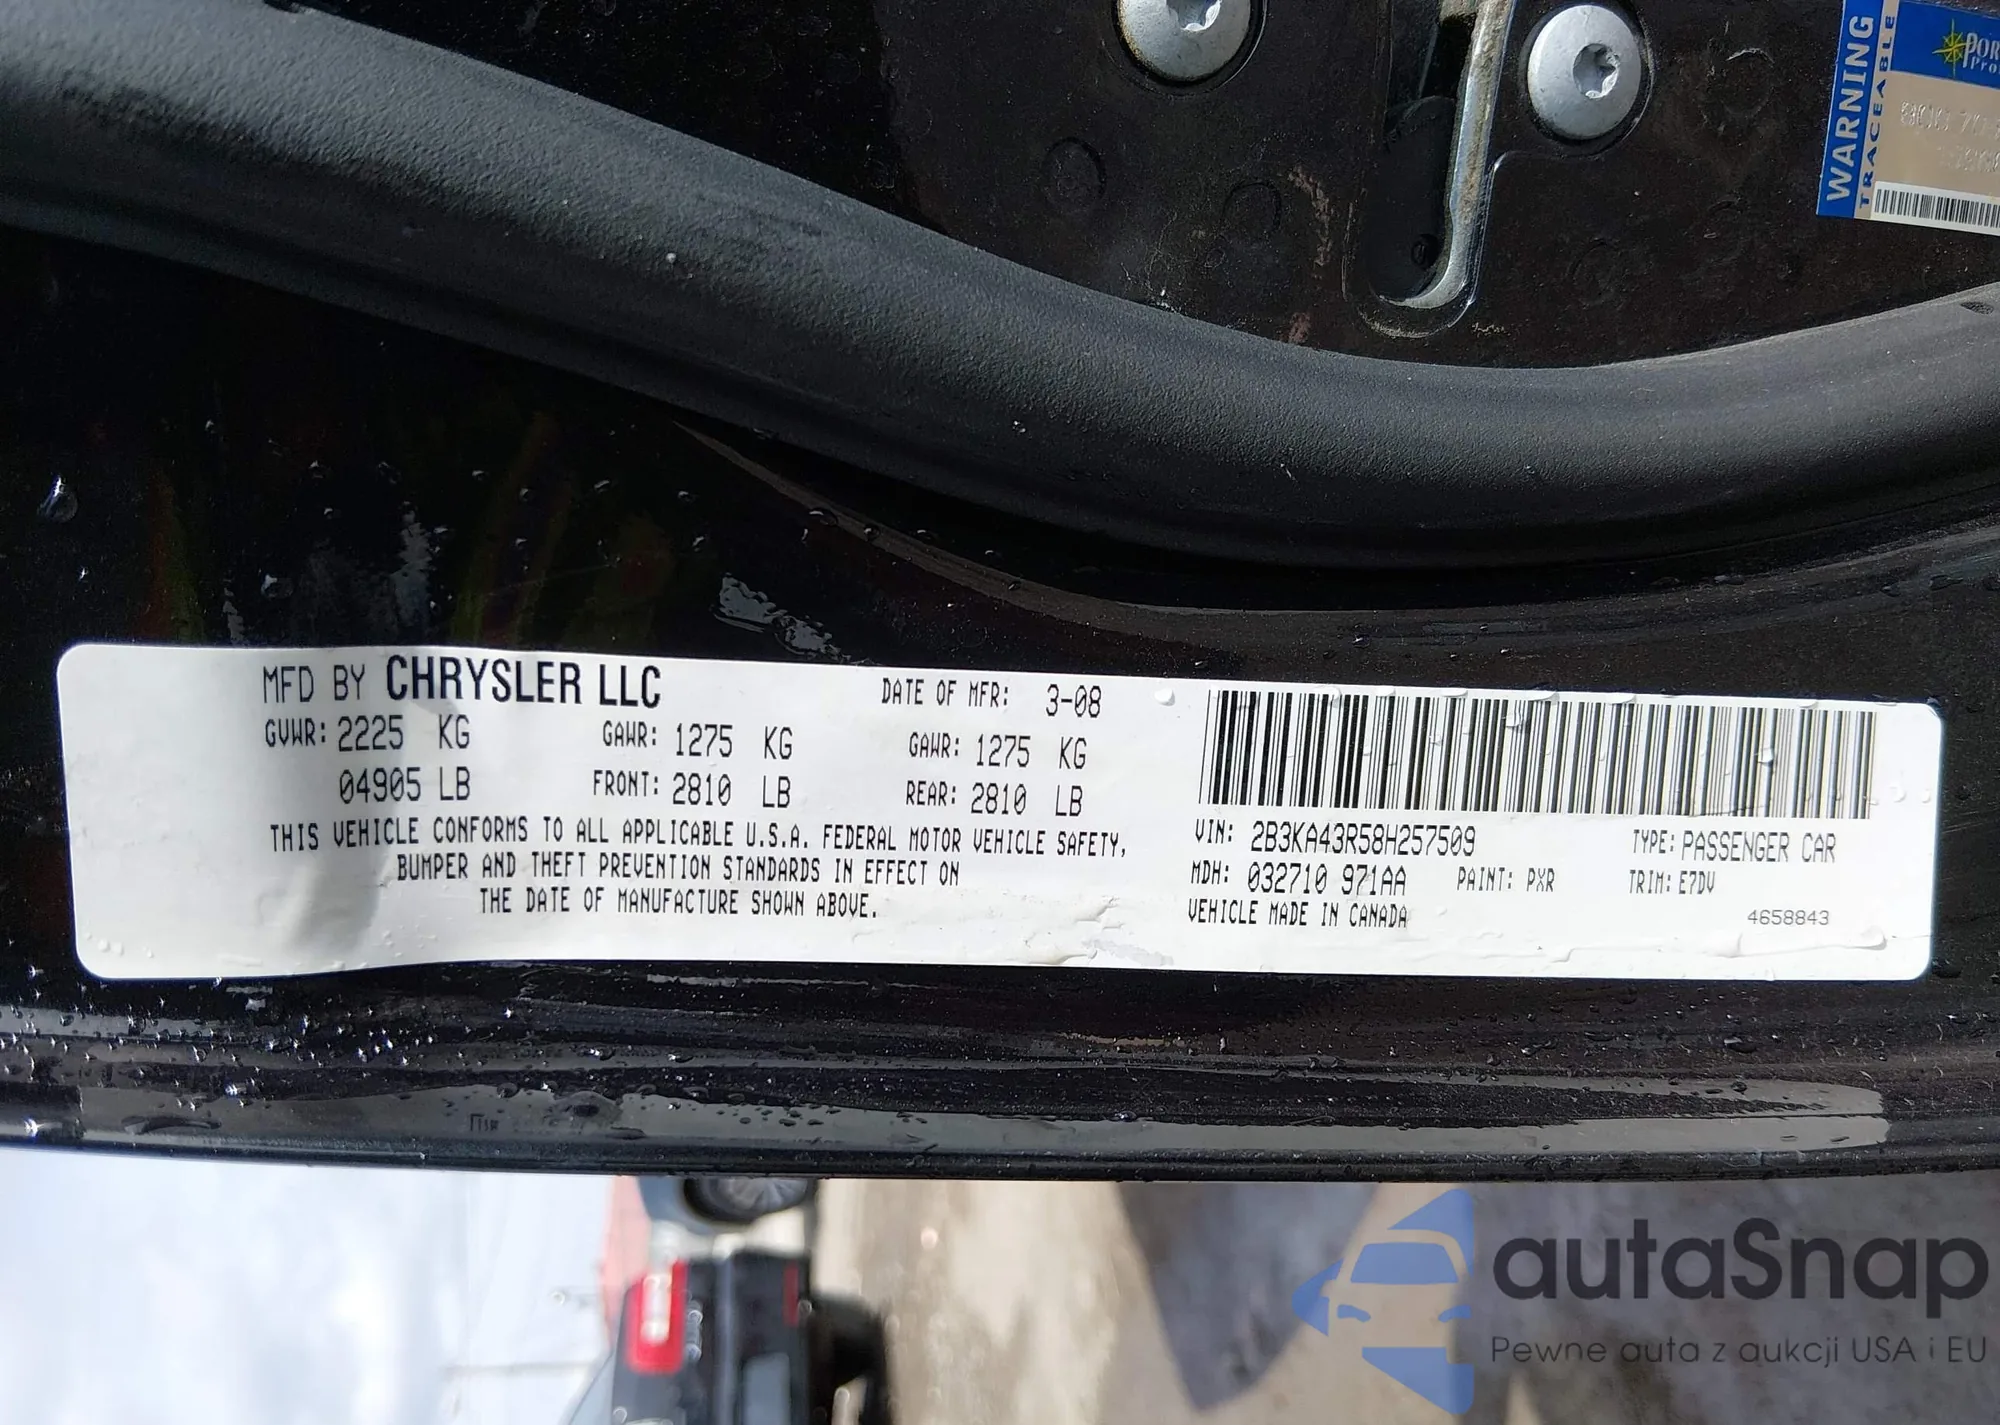 WARNING
TRACEABLE
MFD BY CHRYSLER LLC
DATE OF MFR: 3-08
GVWR: 2225 KG
GAWR: 1275 KG
GAWR: 1275 KG
04905 LB
FRONT: 2810 LB
REAR: 2810 LB
THIS VEHICLE CONFORMS TO ALL APPLICABLE U.S.A. FEDERAL MOTOR VEHICLE SAFETY,
BUMPER AND THEFT PREVENTION STANDARDS IN EFFECT ON
THE DATE OF MANUFACTURE SHOWN ABOVE.
VIN: 2B3KA43R58H257509
TYPE: PASSENGER CAR
MDH: 032710 971AA
PAINT: PXR
TRIM: E7DV
VEHICLE MADE IN CANADA
4658843
autaSnap
Pewne auta z aukcji USA i EU